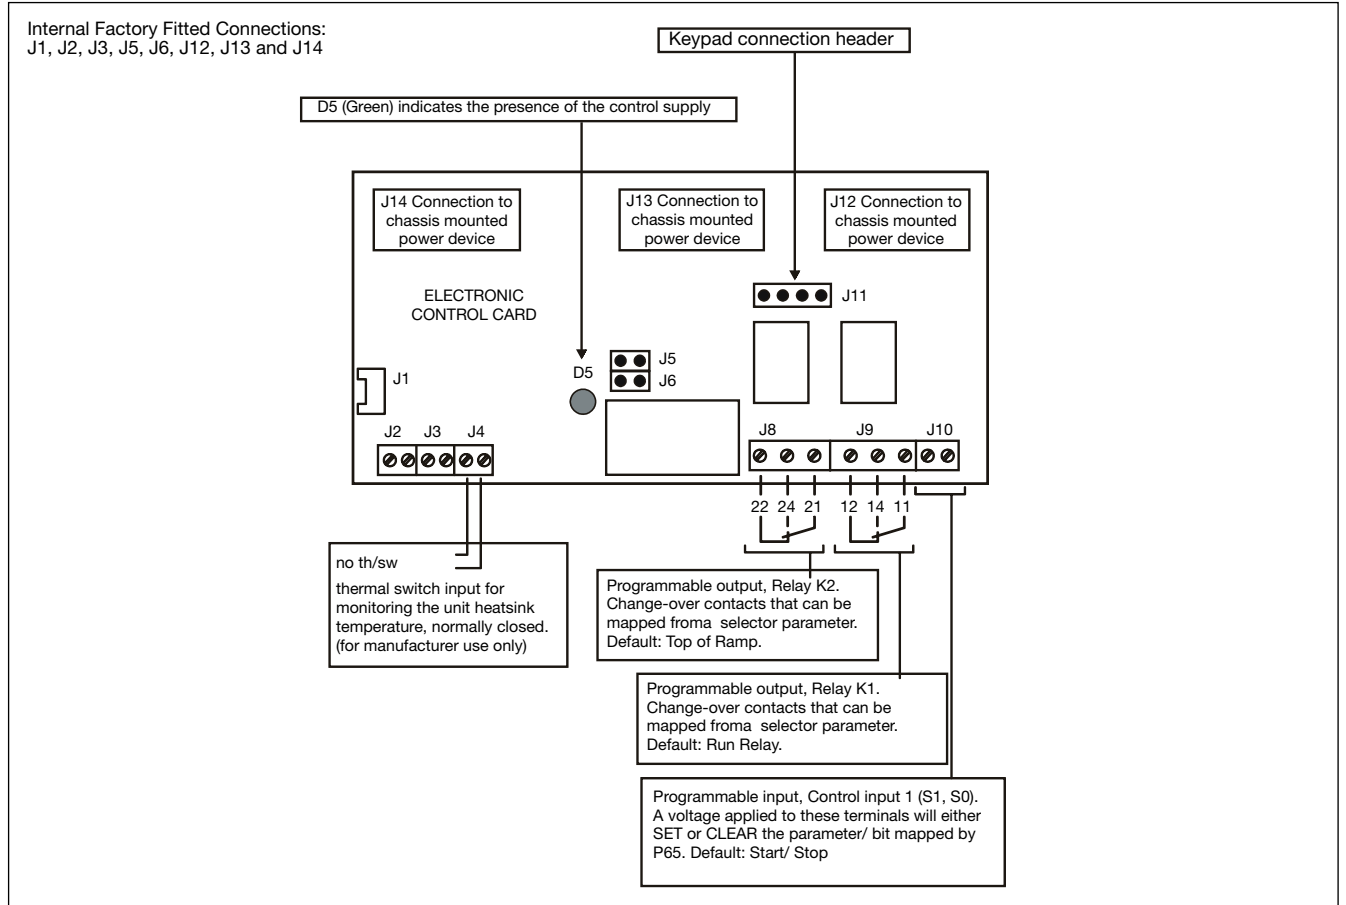 Internal Factory Fitted Connections:
J1, J2, J3, J5, J6, J12, J13 and J14
Keypad connection header
D5 (Green) indicates the presence of the control supply
J14 Connection to
chassis mounted
power device
J13 Connection to
chassis mounted
power device
J12 Connection to
chassis mounted
power device
ELECTRONIC
CONTROL CARD
J11
J5
J6
D5
J1
J2 J3 J4
J8 J9 J10
22 24 21 12 14 11
no th/sw
thermal switch input for
monitoring the unit heatsink
temperature, normally closed.
(for manufacturer use only)
Programmable output, Relay K2.
Change-over contacts that can be
mapped froma selector parameter.
Default: Top of Ramp.
Programmable output, Relay K1.
Change-over contacts that can be
mapped froma selector parameter.
Default: Run Relay.
Programmable input, Control input 1 (S1, S0).
A voltage applied to these terminals will either
SET or CLEAR the parameter/ bit mapped by
P65. Default: Start/ Stop